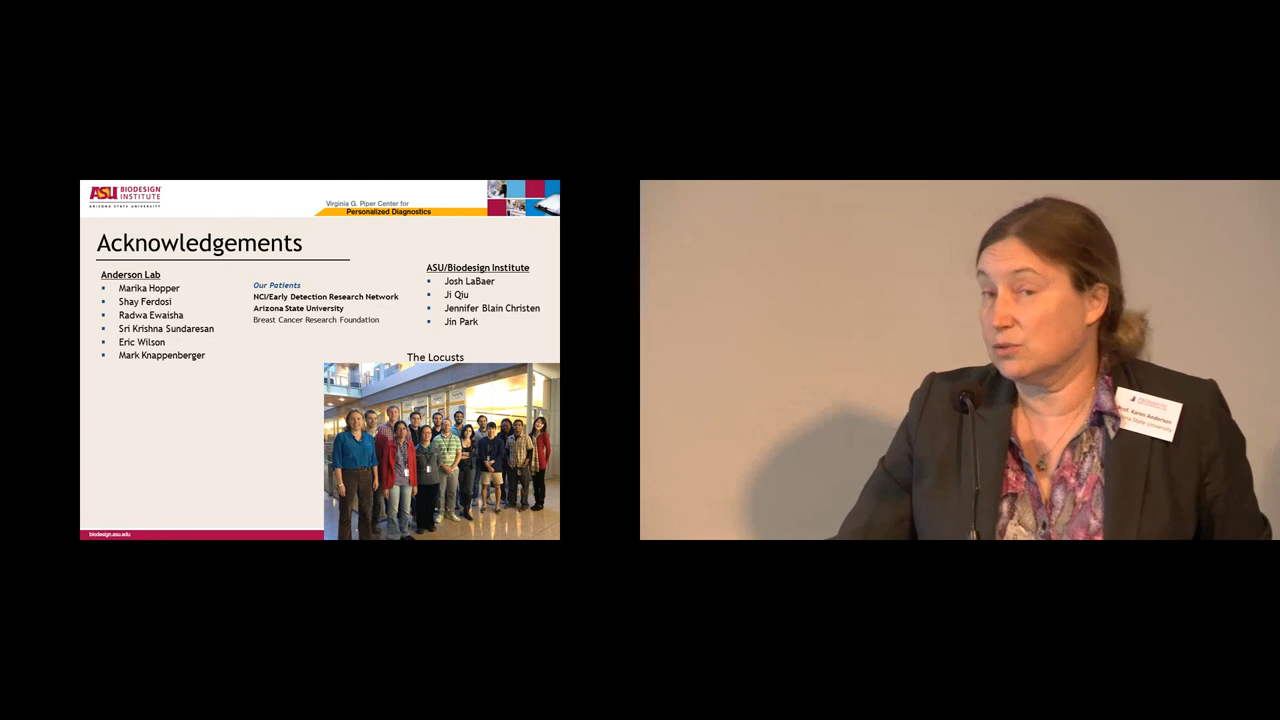 ASU BIODESIGN
INSTITUTE
ARIZONA STATE UNIVERSITY
Virginia G. Piper Center for
Personalized Diagnostics
Acknowledgements
Anderson Lab
Marika Hopper
Shay Ferdosi
Radwa Ewaisha
Sri Krishna Sundaresan
Eric Wilson
Mark Knappenberger
Our Patients
NCI/Early Detection Research Network
Arizona State University
Breast Cancer Research Foundation
ASU/Biodesign Institute
Josh LaBaer
Ji Qiu
Jennifer Blain Christen
Jin Park
The Locusts
biodesign.asu.edu
Prof. Karen Anderson
State University